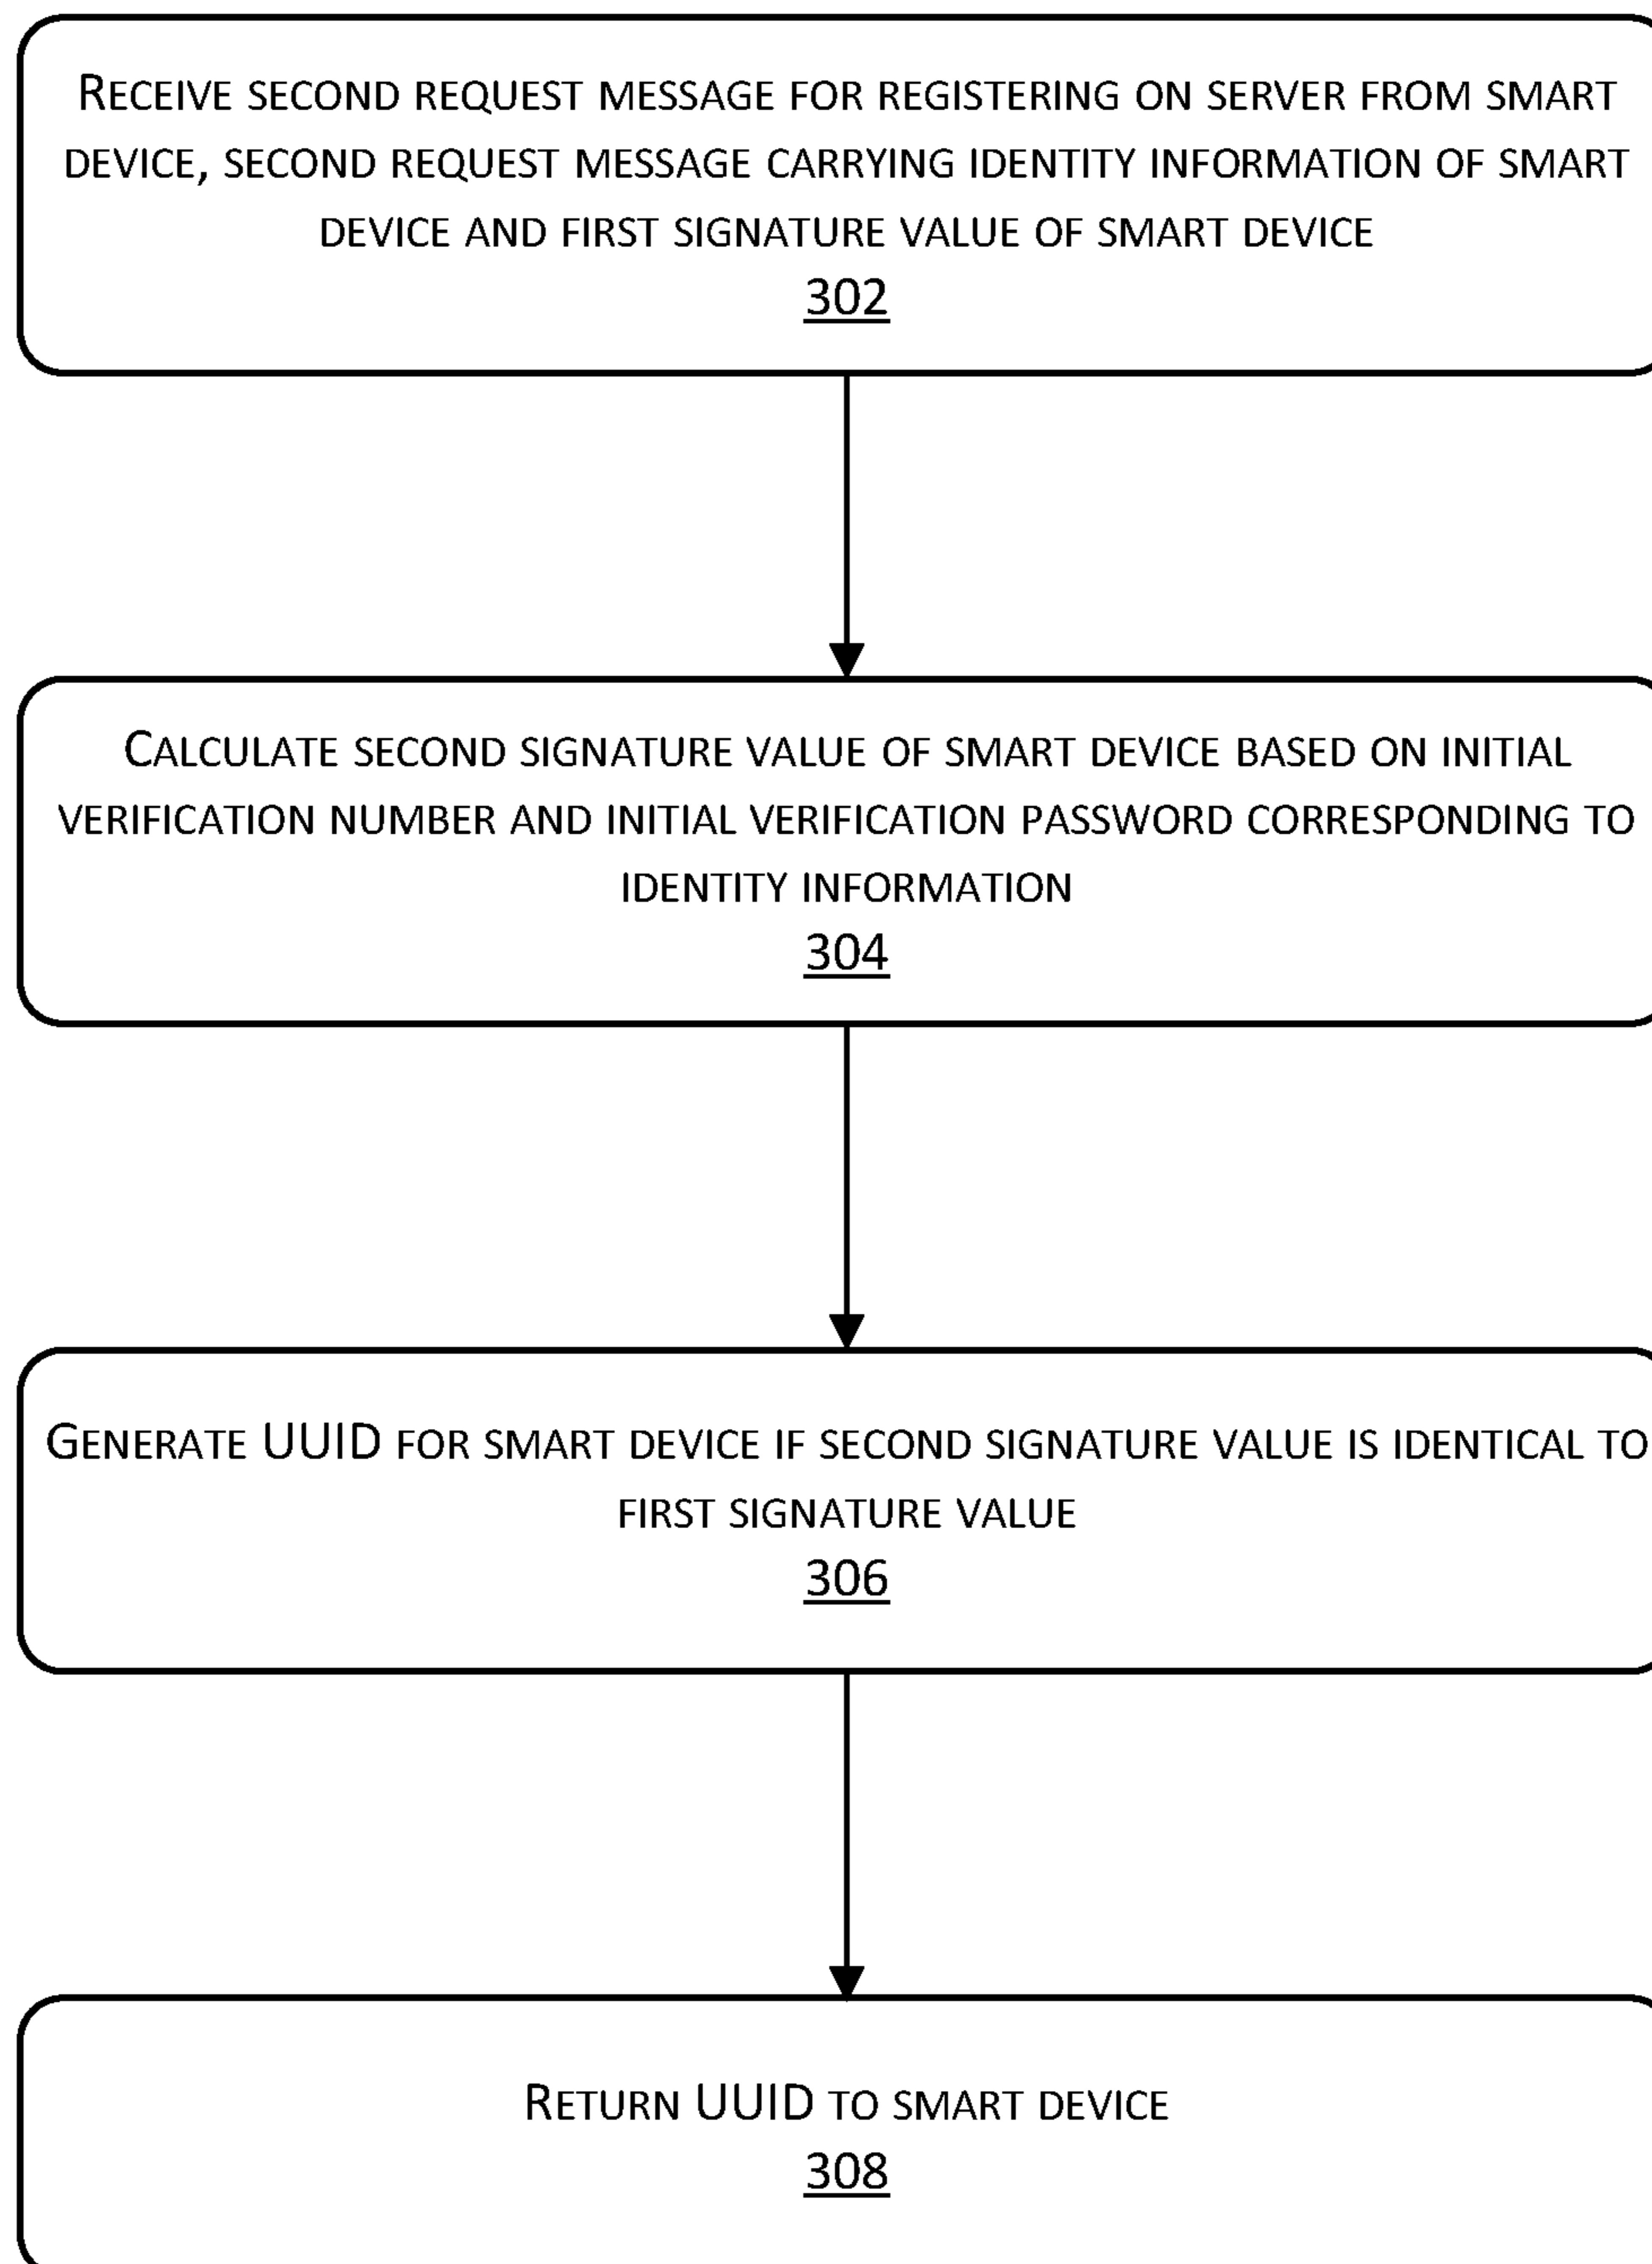 RECEIVE SECOND REQUEST MESSAGE FOR REGISTERING ON SERVER FROM SMART
DEVICE, SECOND REQUEST MESSAGE CARRYING IDENTITY INFORMATION OF SMART
DEVICE AND FIRST SIGNATURE VALUE OF SMART DEVICE
302
CALCULATE SECOND SIGNATURE VALUE OF SMART DEVICE BASED ON INITIAL
VERIFICATION NUMBER AND INITIAL VERIFICATION PASSWORD CORRESPONDING TO
IDENTITY INFORMATION
304
GENERATE UUID FOR SMART DEVICE IF SECOND SIGNATURE VALUE IS IDENTICAL TO
FIRST SIGNATURE VALUE
306
RETURN UUID TO SMART DEVICE
308